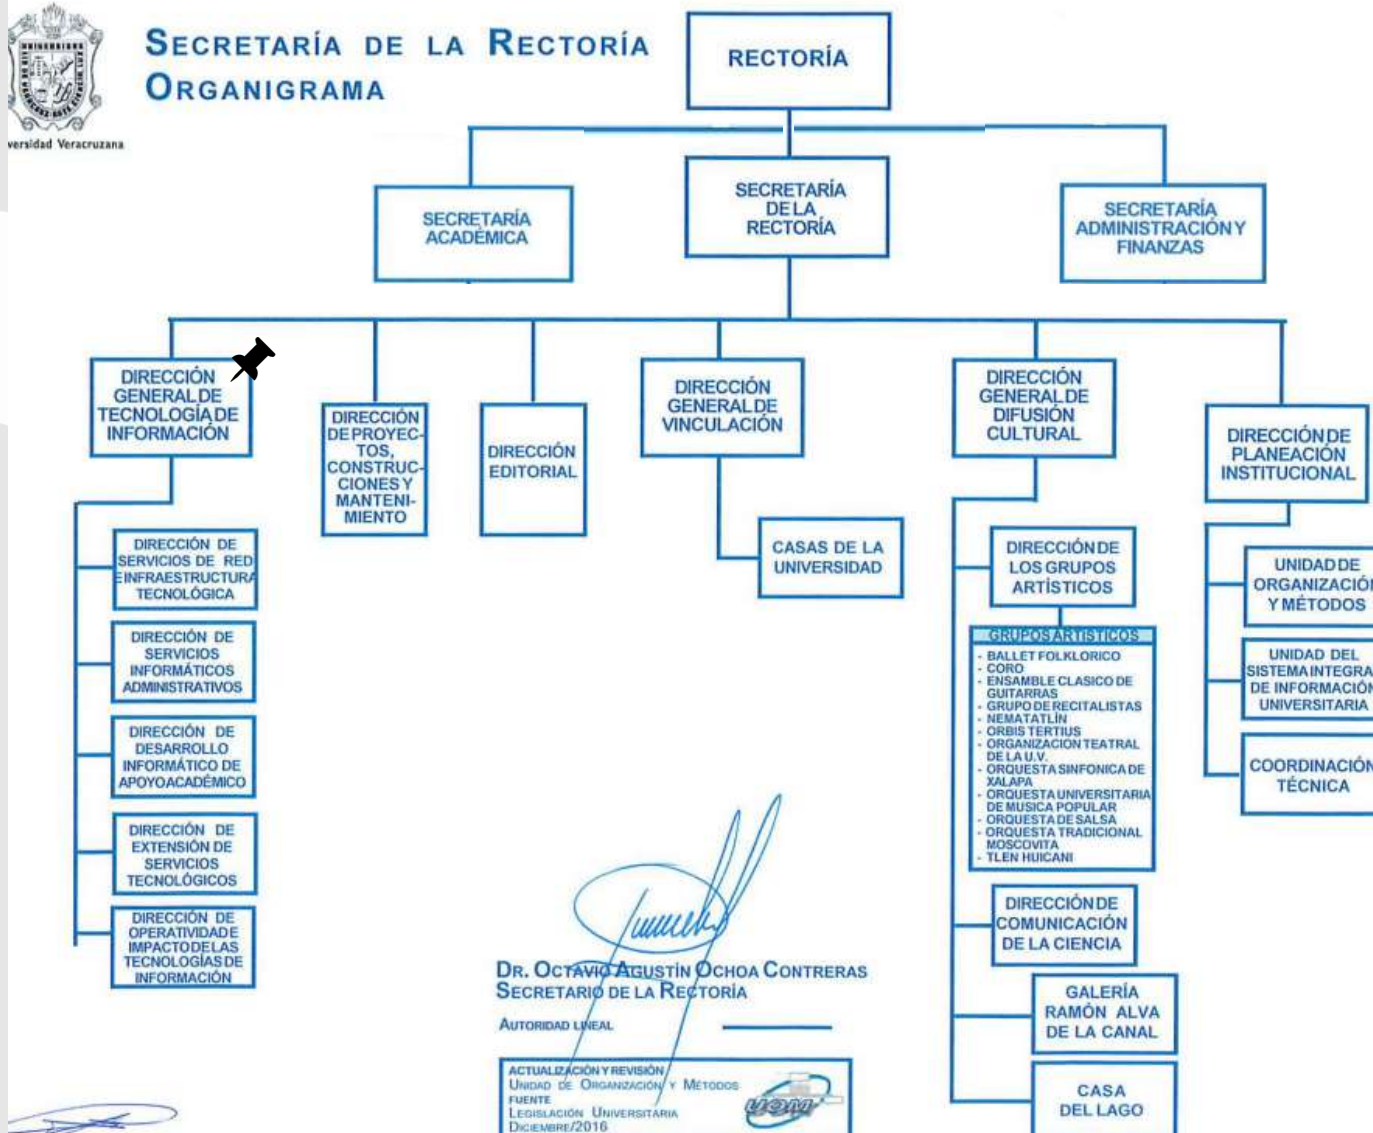 SECRETARÍA DE LA RECTORÍA
ORGANIGRAMA
versidad Veracruzana
RECTORÍA
SECRETARÍA
ACADÉMICA
SECRETARÍA
DE LA
RECTORÍA
SECRETARÍA
ADMINISTRACIÓN Y
FINANZAS
DIRECCIÓN
GENERAL DE
TECNOLOGÍA DE
INFORMACIÓN
DIRECCIÓN
DE PROYEC-
TOS,
CONSTRUC-
CIONES Y
MANTENI-
MIENTO
DIRECCIÓN
EDITORIAL
DIRECCIÓN
GENERAL DE
VINCULACIÓN
DIRECCIÓN
GENERAL DE
DIFUSIÓN
CULTURAL
DIRECCIÓN DE
PLANEACIÓN
INSTITUCIONAL
DIRECCIÓN DE
SERVICIOS DE RED
E INFRAESTRUCTURA
TECNOLÓGICA
DIRECCIÓN DE
SERVICIOS
INFORMÁTICOS
ADMINISTRATIVOS
DIRECCIÓN DE
DESARROLLO
INFORMÁTICO DE
APOYO ACADÉMICO
DIRECCIÓN DE
EXTENSIÓN DE
SERVICIOS
TECNOLÓGICOS
DIRECCIÓN DE
OPERATIVIDAD E
IMPACTO DE LAS
TECNOLOGÍAS DE
INFORMACIÓN
CASAS DE LA
UNIVERSIDAD
DIRECCIÓN DE
LOS GRUPOS
ARTÍSTICOS
GRUPOS ARTISTICOS
- BALLET FOLKLORICO
- CORO
- ENSAMBLE CLASICO DE
GUITARRAS
- GRUPO DE RECITALISTAS
- NEMATATLÍN
- ORBIS TERTIUS
- ORGANIZACION TEATRAL
DE LA U.V.
- ORQUESTA SINFONICA DE
XALAPA
- ORQUESTA UNIVERSITARIA
DE MUSICA POPULAR
- ORQUESTA DE SALSA
- ORQUESTA TRADICIONAL
MOSCOVITA
- TLEN HUICANI
DIRECCIÓN DE
COMUNICACIÓN
DE LA CIENCIA
GALERÍA
RAMÓN ALVA
DE LA CANAL
CASA
DEL LAGO
UNIDAD DE
ORGANIZACIÓN
Y MÉTODOS
UNIDAD DEL
SISTEMA INTEGRA
DE INFORMACIÓN
UNIVERSITARIA
COORDINACIÓN
TÉCNICA
DR. OCTAVIO AGUSTÍN OCHOA CONTRERAS
SECRETARIO DE LA RECTORÍA
AUTORIDAD LINEAL
ACTUALIZACIÓN Y REVISIÓN
UNIDAD DE ORGANIZACIÓN Y MÉTODOS
FUENTE
LEGISLACIÓN UNIVERSITARIA
DICIEMBRE/2016
UOM